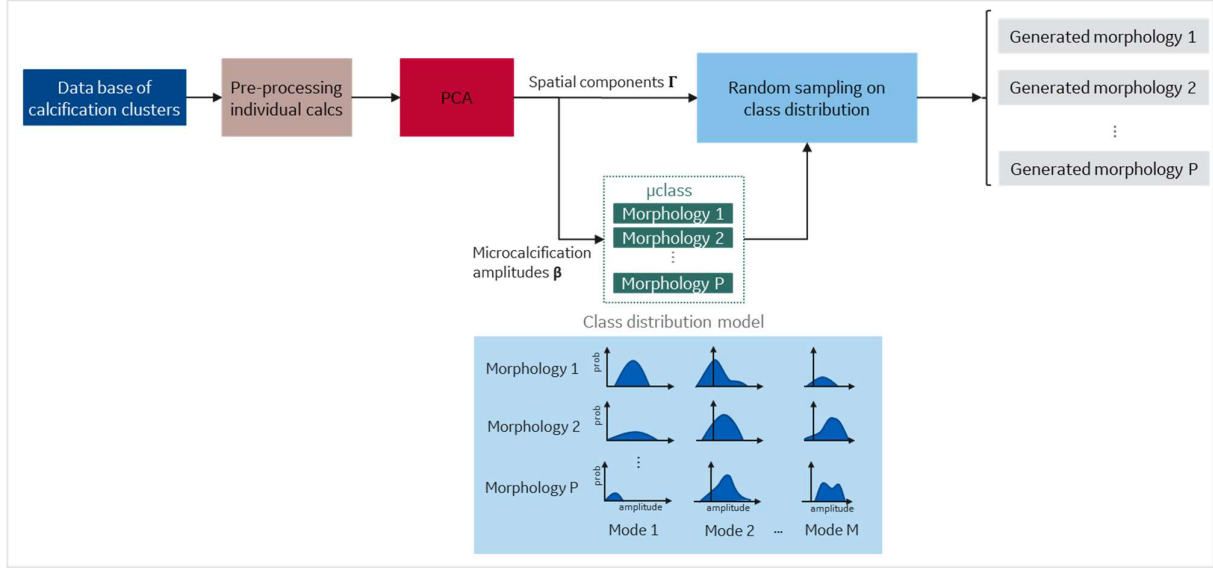 Data base of
calcification clusters
Pre-processing
individual calcs
PCA
Spatial components Γ
Random sampling on
class distribution
Generated morphology 1
Generated morphology 2
⋮
Generated morphology P
μclass
Morphology 1
Morphology 2
⋮
Morphology P
Microcalcification
amplitudes β
Class distribution model
Morphology 1
prob
Morphology 2
prob
⋮
Morphology P
prob
amplitude
amplitude
amplitude
Mode 1
Mode 2
...
Mode M